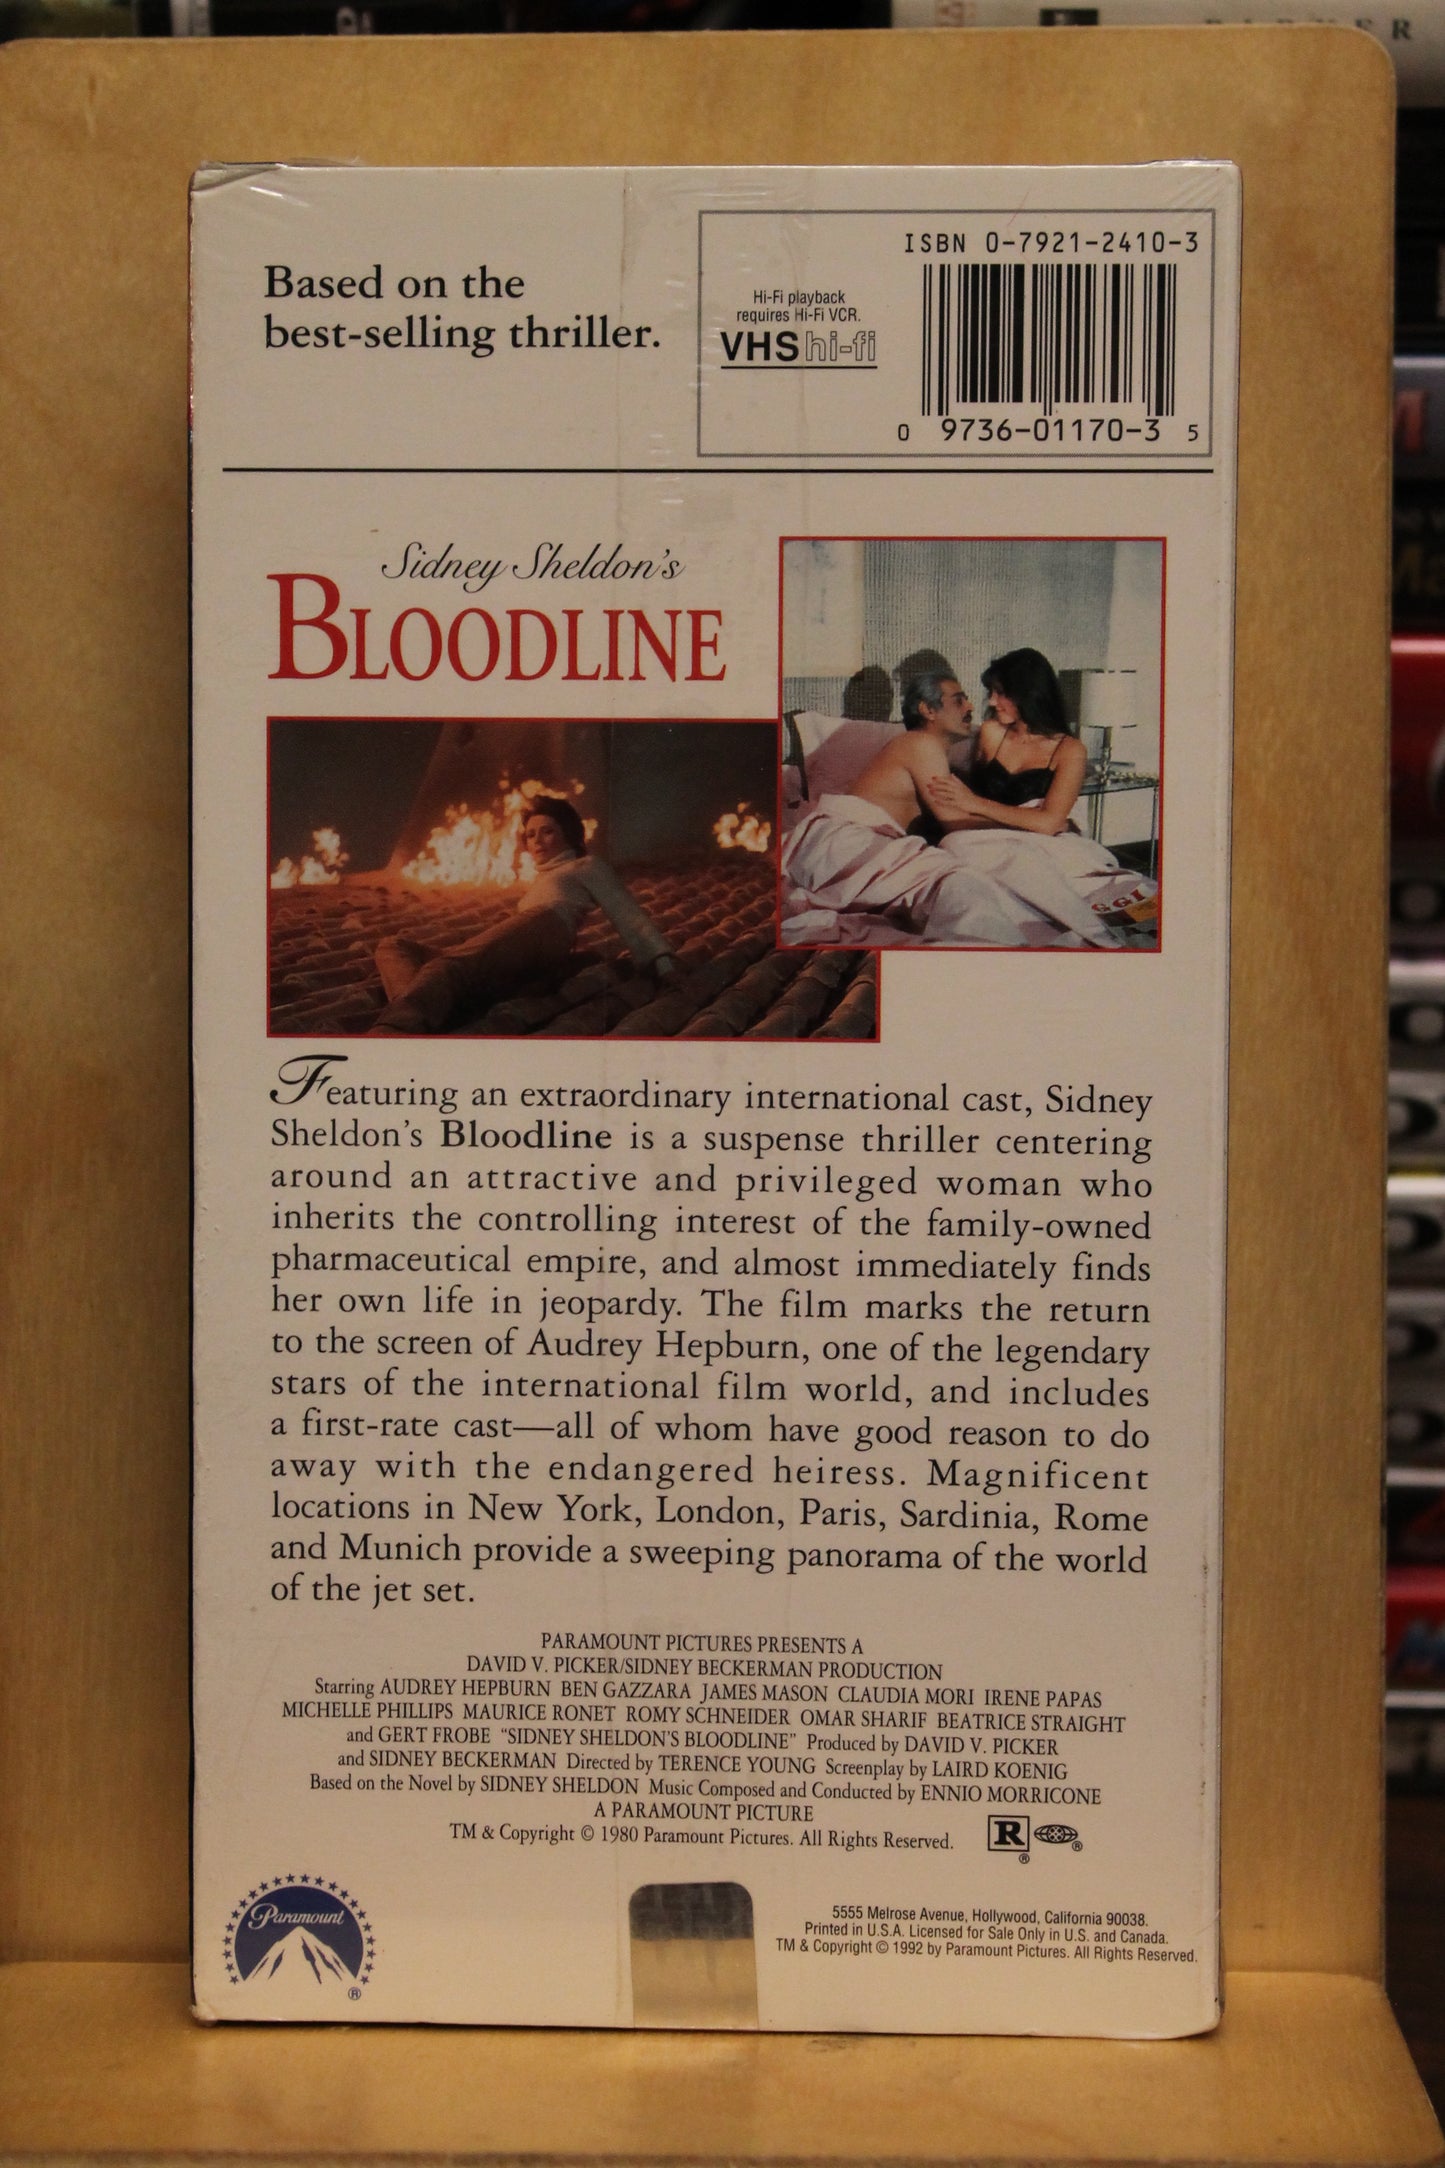 Based on the
best-selling thriller.
Hi-Fi playback
requires Hi-Fi VCR.
VHS hi-fi
ISBN 0-7921-2410-3
0 9736-01170-3 5
Sidney Sheldon's
BLOODLINE
GGI
Featuring an extraordinary international cast, Sidney
Sheldon's Bloodline is a suspense thriller centering
around an attractive and privileged woman who
inherits the controlling interest of the family-owned
pharmaceutical empire, and almost immediately finds
her own life in jeopardy. The film marks the return
to the screen of Audrey Hepburn, one of the legendary
stars of the international film world, and includes
a first-rate cast—all of whom have good reason to do
away with the endangered heiress. Magnificent
locations in New York, London, Paris, Sardinia, Rome
and Munich provide a sweeping panorama of the world
of the jet set.
PARAMOUNT PICTURES PRESENTS A
DAVID V. PICKER/SIDNEY BECKERMAN PRODUCTION
Starring AUDREY HEPBURN BEN GAZZARA JAMES MASON CLAUDIA MORI IRENE PAPAS
MICHELLE PHILLIPS MAURICE RONET ROMY SCHNEIDER OMAR SHARIF BEATRICE STRAIGHT
and GERT FROBE "SIDNEY SHELDON'S BLOODLINE" Produced by DAVID V. PICKER
and SIDNEY BECKERMAN Directed by TERENCE YOUNG Screenplay by LAIRD KOENIG
Based on the Novel by SIDNEY SHELDON Music Composed and Conducted by ENNIO MORRICONE
A PARAMOUNT PICTURE
TM & Copyright © 1980 Paramount Pictures. All Rights Reserved.
R ® ®
Paramount ®
5555 Melrose Avenue, Hollywood, California 90038.
Printed in U.S.A. Licensed for Sale Only in U.S. and Canada.
TM & Copyright © 1992 by Paramount Pictures. All Rights Reserved.